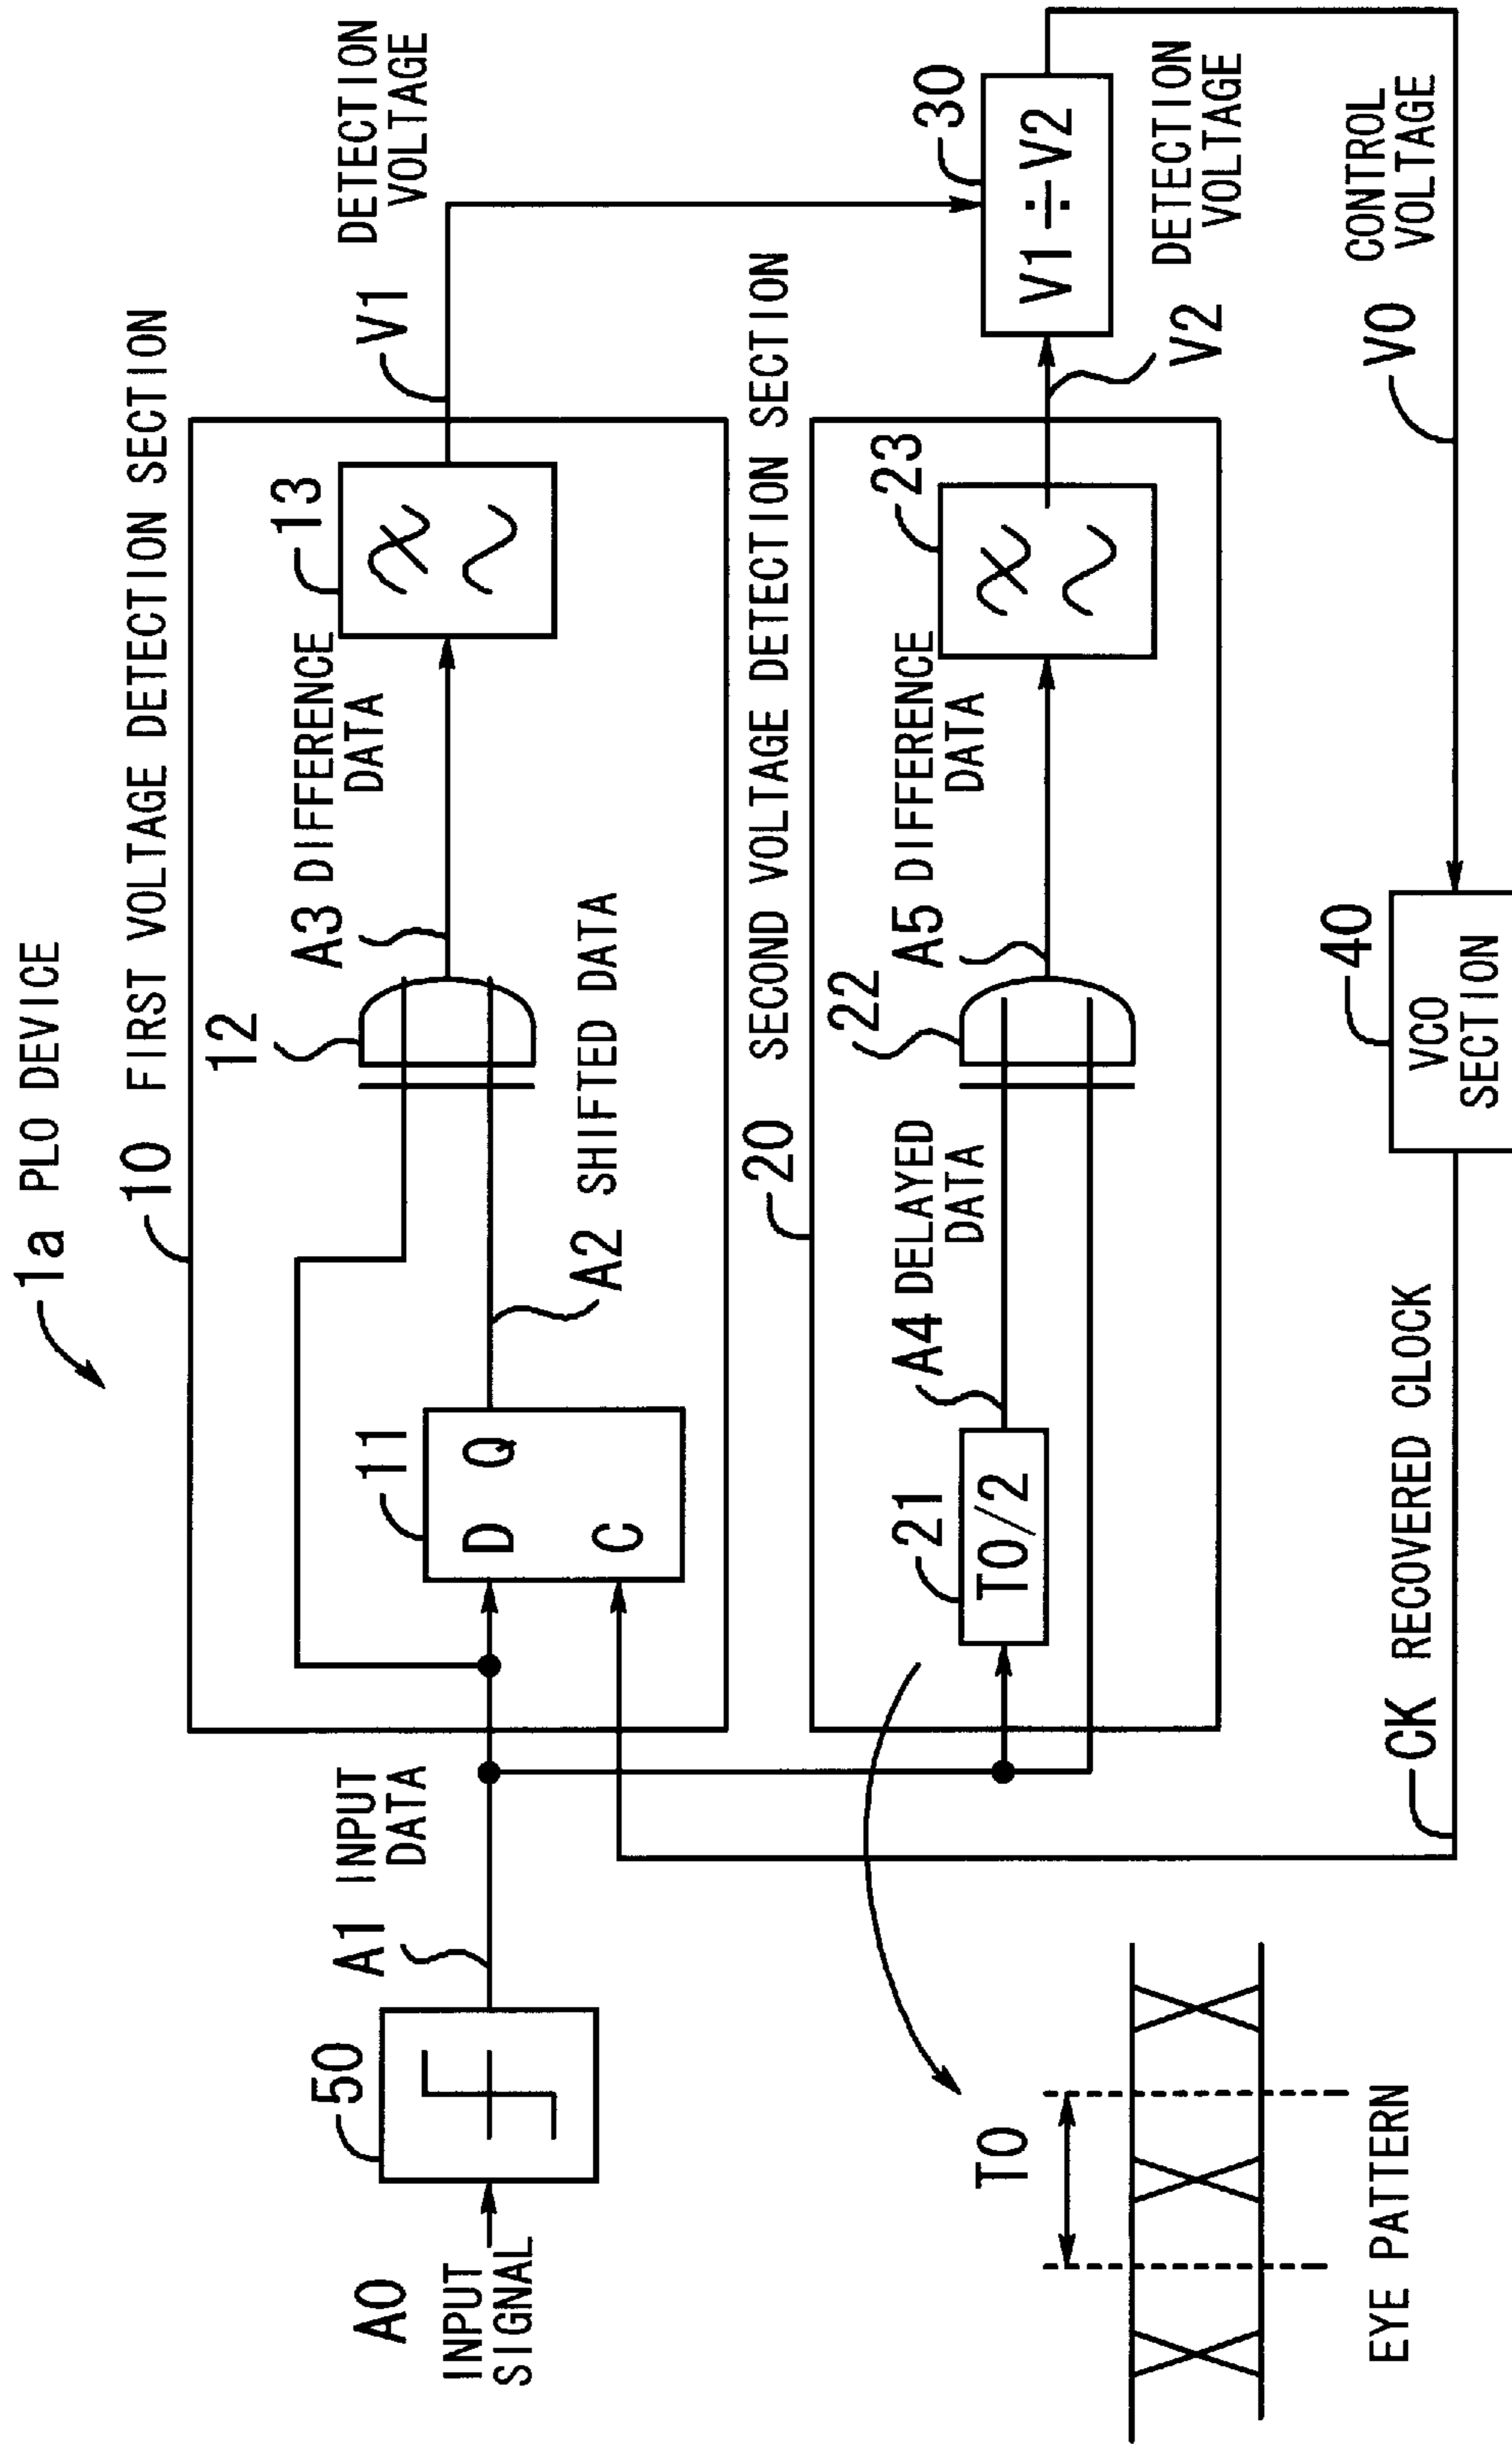 1a PLO DEVICE
10 FIRST VOLTAGE DETECTION SECTION
A0
INPUT
SIGNAL
50
A1 INPUT
DATA
11
D Q
C
A2 SHIFTED DATA
12
A3 DIFFERENCE
DATA
13
V1
DETECTION
VOLTAGE
20 SECOND VOLTAGE DETECTION SECTION
21
T0/2
A4 DELAYED
DATA
22
A5 DIFFERENCE
DATA
23
V2
DETECTION
VOLTAGE
30
V1÷V2
T0
EYE PATTERN
CK RECOVERED CLOCK
40
VCO
SECTION
V0
CONTROL
VOLTAGE